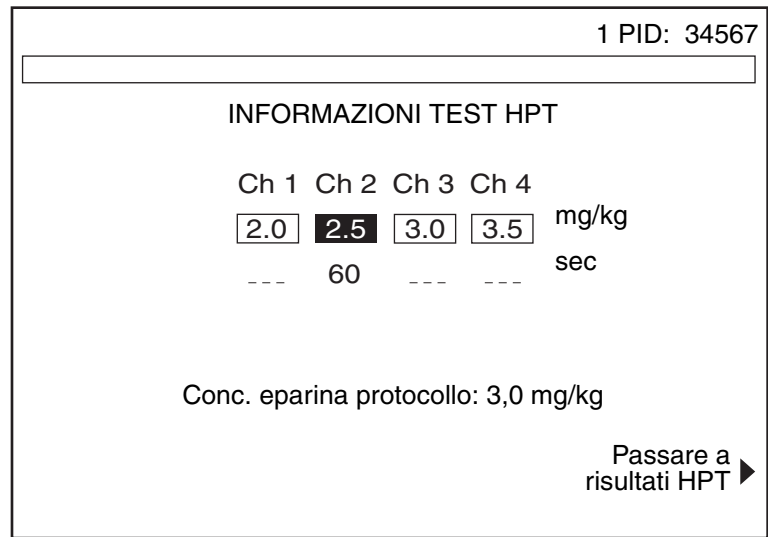 1 PID: 34567
INFORMAZIONI TEST HPT
Ch 1 Ch 2 Ch 3 Ch 4
2.0 2.5 3.0 3.5 mg/kg
--- 60 --- --- sec
Conc. eparina protocollo: 3,0 mg/kg
Passare a
risultati HPT